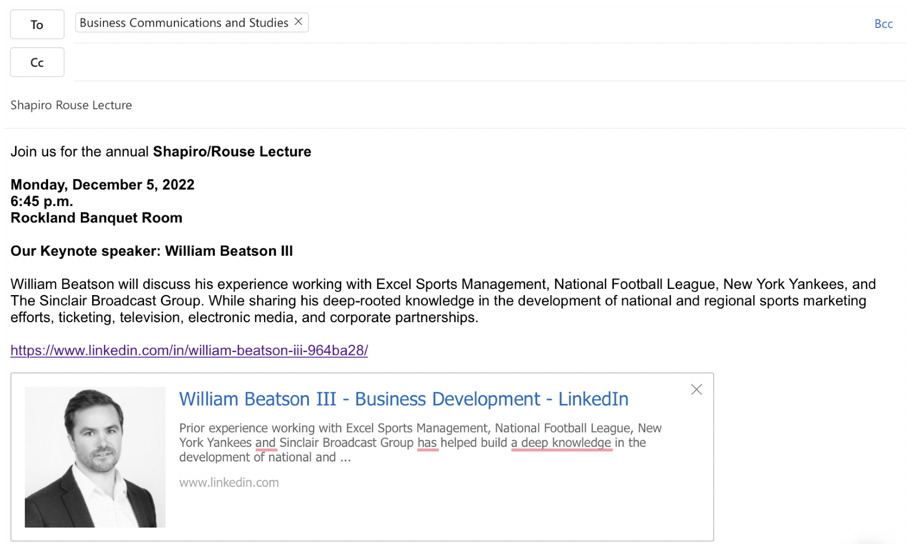 To
Business Communications and Studies
Bcc
Cc
Shapiro Rouse Lecture
Join us for the annual Shapiro/Rouse Lecture
Monday, December 5, 2022
6:45 p.m.
Rockland Banquet Room
Our Keynote speaker: William Beatson III
William Beatson will discuss his experience working with Excel Sports Management, National Football League, New York Yankees, and
The Sinclair Broadcast Group. While sharing his deep-rooted knowledge in the development of national and regional sports marketing
efforts, ticketing, television, electronic media, and corporate partnerships.
https://www.linkedin.com/in/william-beatson-iii-964ba28/
William Beatson III - Business Development - LinkedIn
Prior experience working with Excel Sports Management, National Football League, New
York Yankees and Sinclair Broadcast Group has helped build a deep knowledge in the
development of national and ...
www.linkedin.com